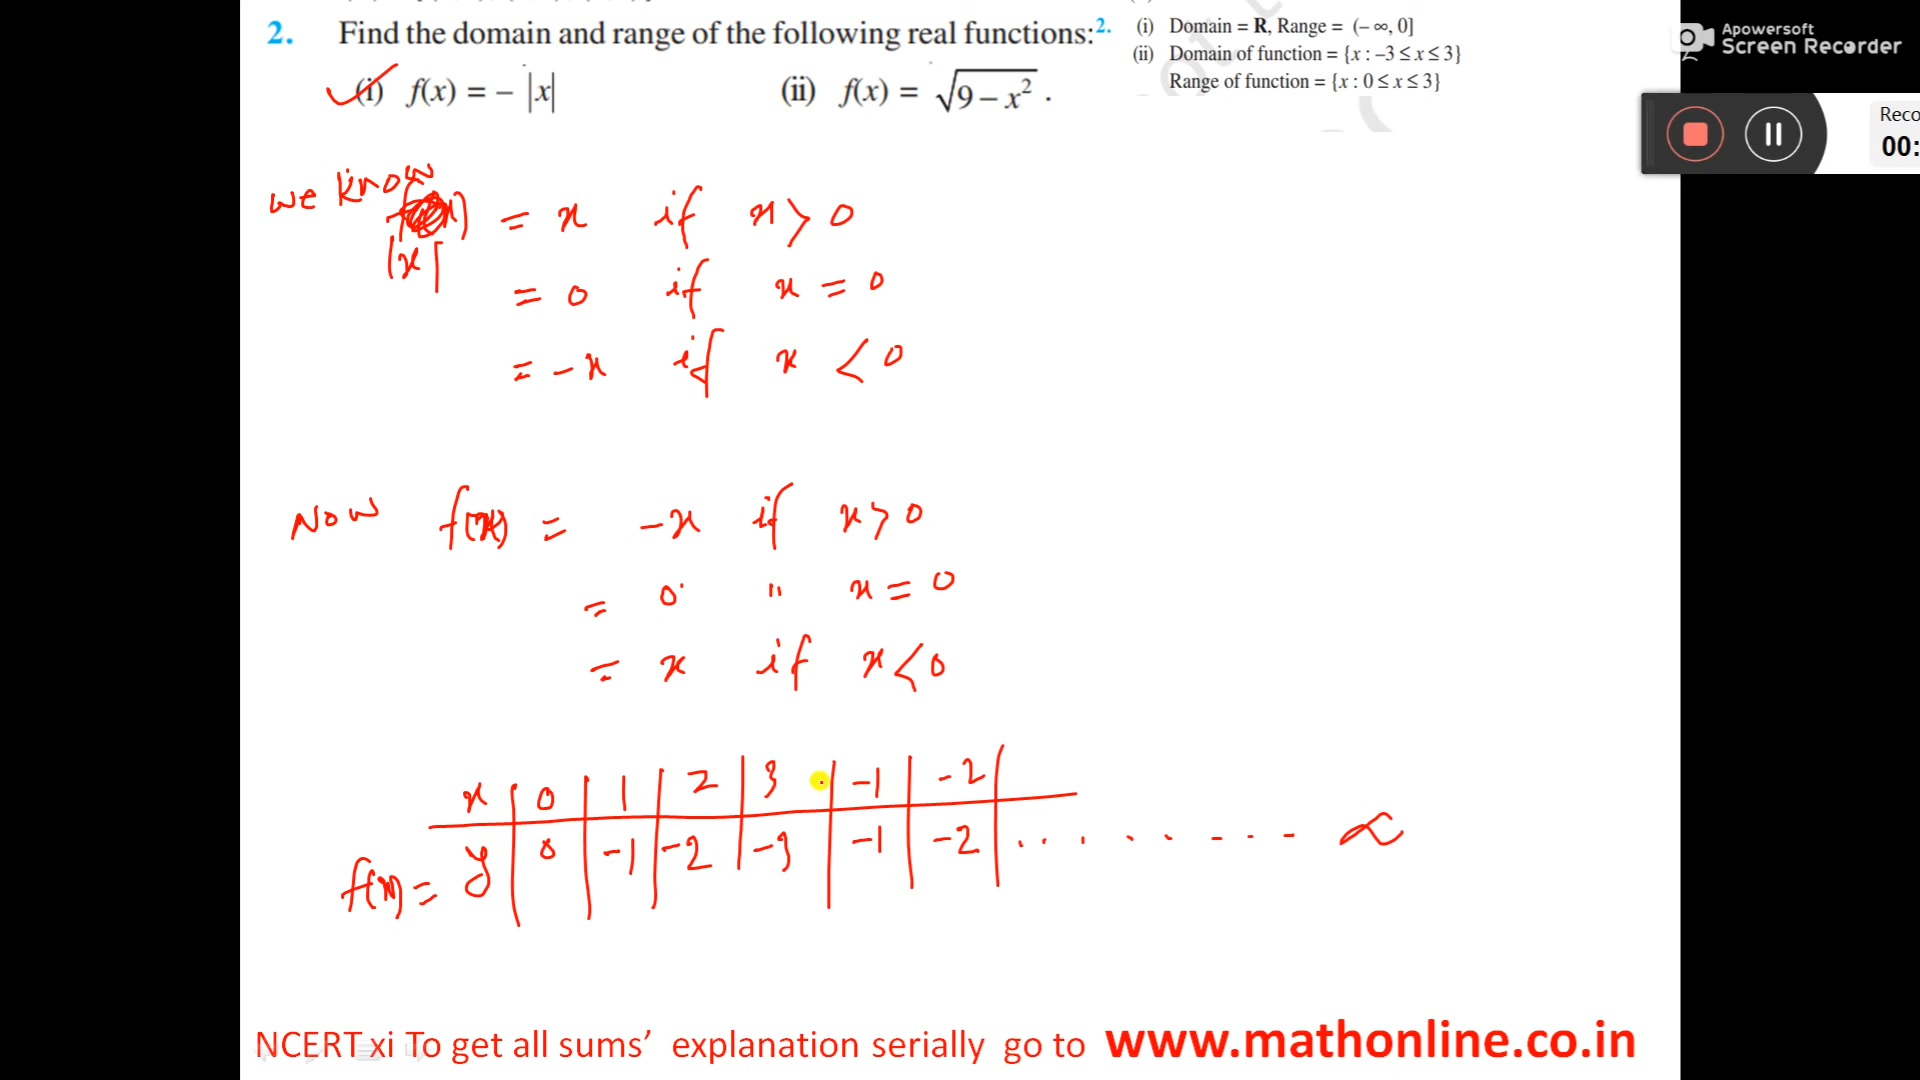 2. Find the domain and range of the following real functions:
(i) f(x) = – |x| (ii) f(x) = √9 – x² .
2. (i) Domain = R, Range = (– ∞, 0]
(ii) Domain of function = {x : –3 ≤ x ≤ 3}
Range of function = {x : 0 ≤ x ≤ 3}
Apowersoft
Screen Recorder
Reco
00:
we know
|x| = x if x > 0
= 0 if x = 0
= -x if x < 0
Now f(x) = -x if x > 0
= 0 " x = 0
= x if x < 0
x 0 1 2 3 -1 -2
f(x) = y 0 -1 -2 -3 -1 -2 . . . . . . - - - ∝
NCERT xi To get all sums’ explanation serially go to www.mathonline.co.in